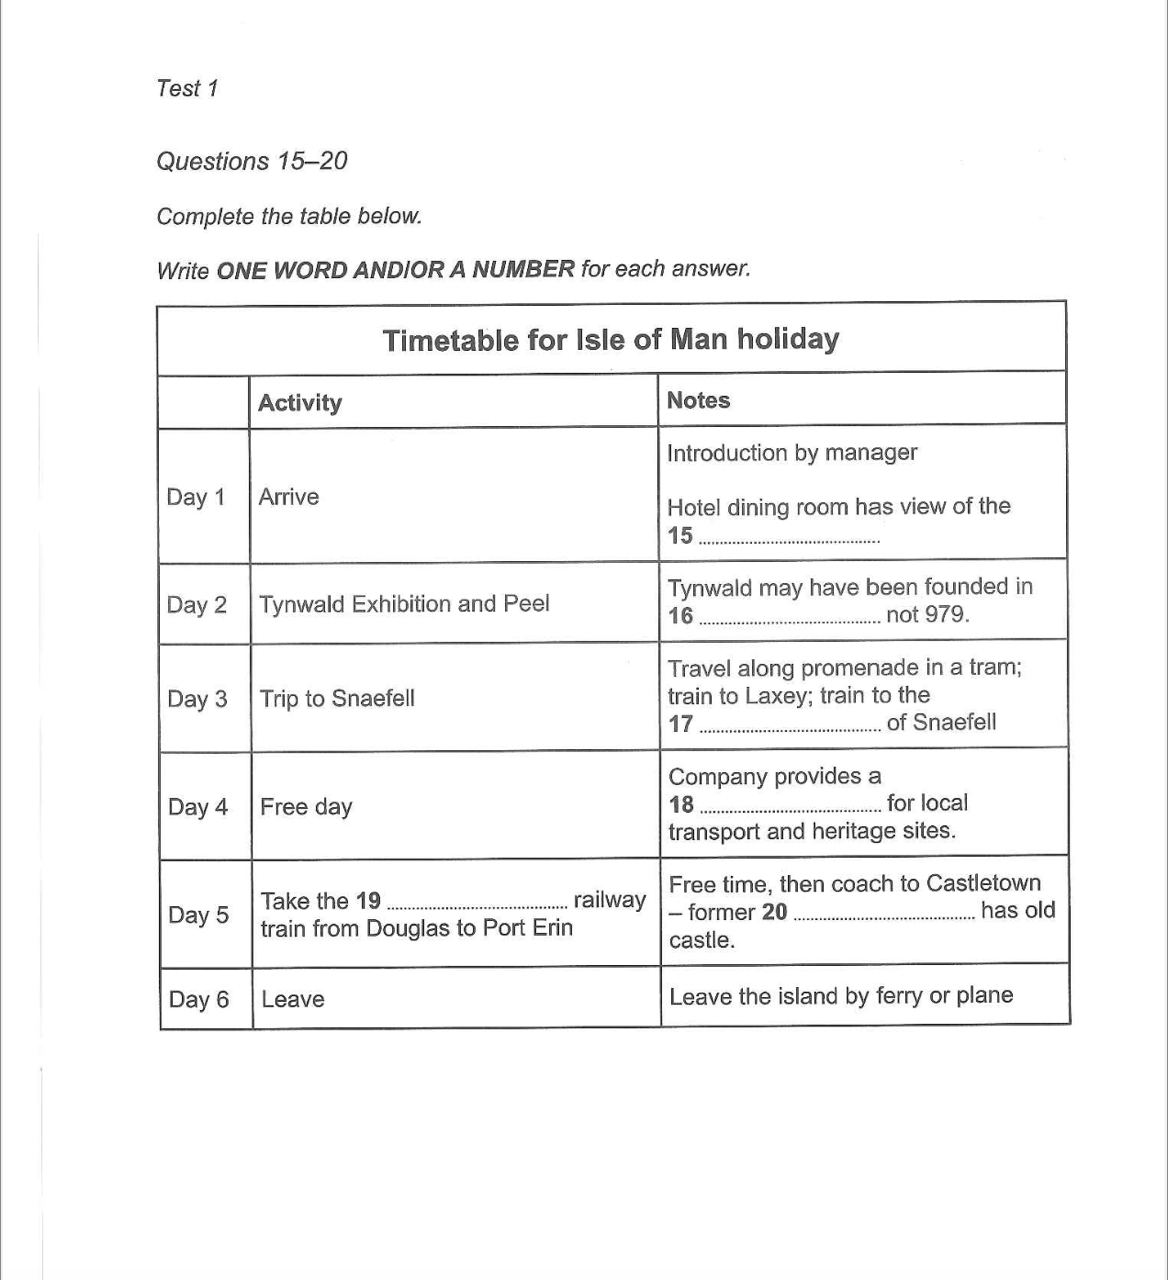 Test 1
Questions 15–20
Complete the table below.
Write ONE WORD AND/OR A NUMBER for each answer.
Timetable for Isle of Man holiday
Activity
Notes
Day 1
Arrive
Introduction by manager
Hotel dining room has view of the
15 ..........................................
Day 2
Tynwald Exhibition and Peel
Tynwald may have been founded in
16 .......................................... not 979.
Day 3
Trip to Snaefell
Travel along promenade in a tram;
train to Laxey; train to the
17 .......................................... of Snaefell
Day 4
Free day
Company provides a
18 .......................................... for local
transport and heritage sites.
Day 5
Take the 19 .......................................... railway
train from Douglas to Port Erin
Free time, then coach to Castletown
– former 20 .......................................... has old
castle.
Day 6
Leave
Leave the island by ferry or plane